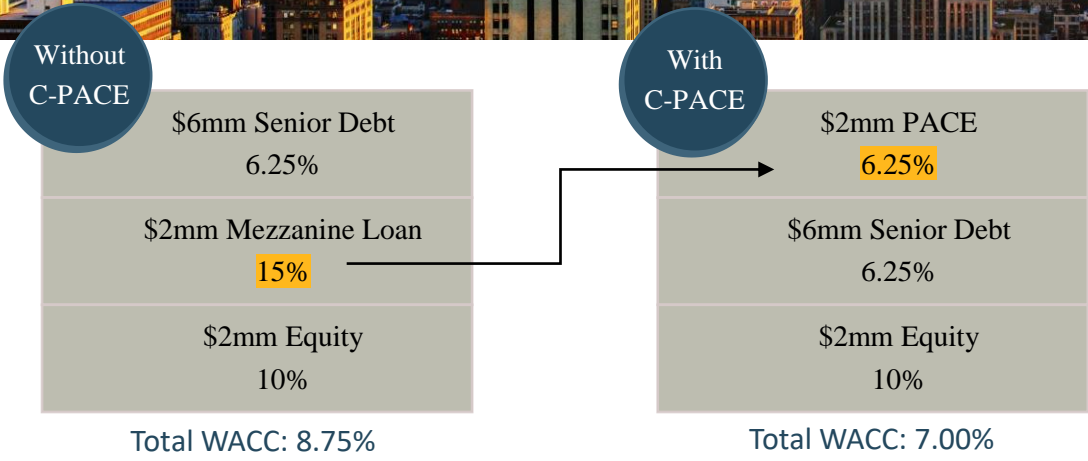 Without
C-PACE
$6mm Senior Debt
6.25%
$2mm Mezzanine Loan
15%
$2mm Equity
10%
Total WACC: 8.75%
With
C-PACE
$2mm PACE
6.25%
$6mm Senior Debt
6.25%
$2mm Equity
10%
Total WACC: 7.00%